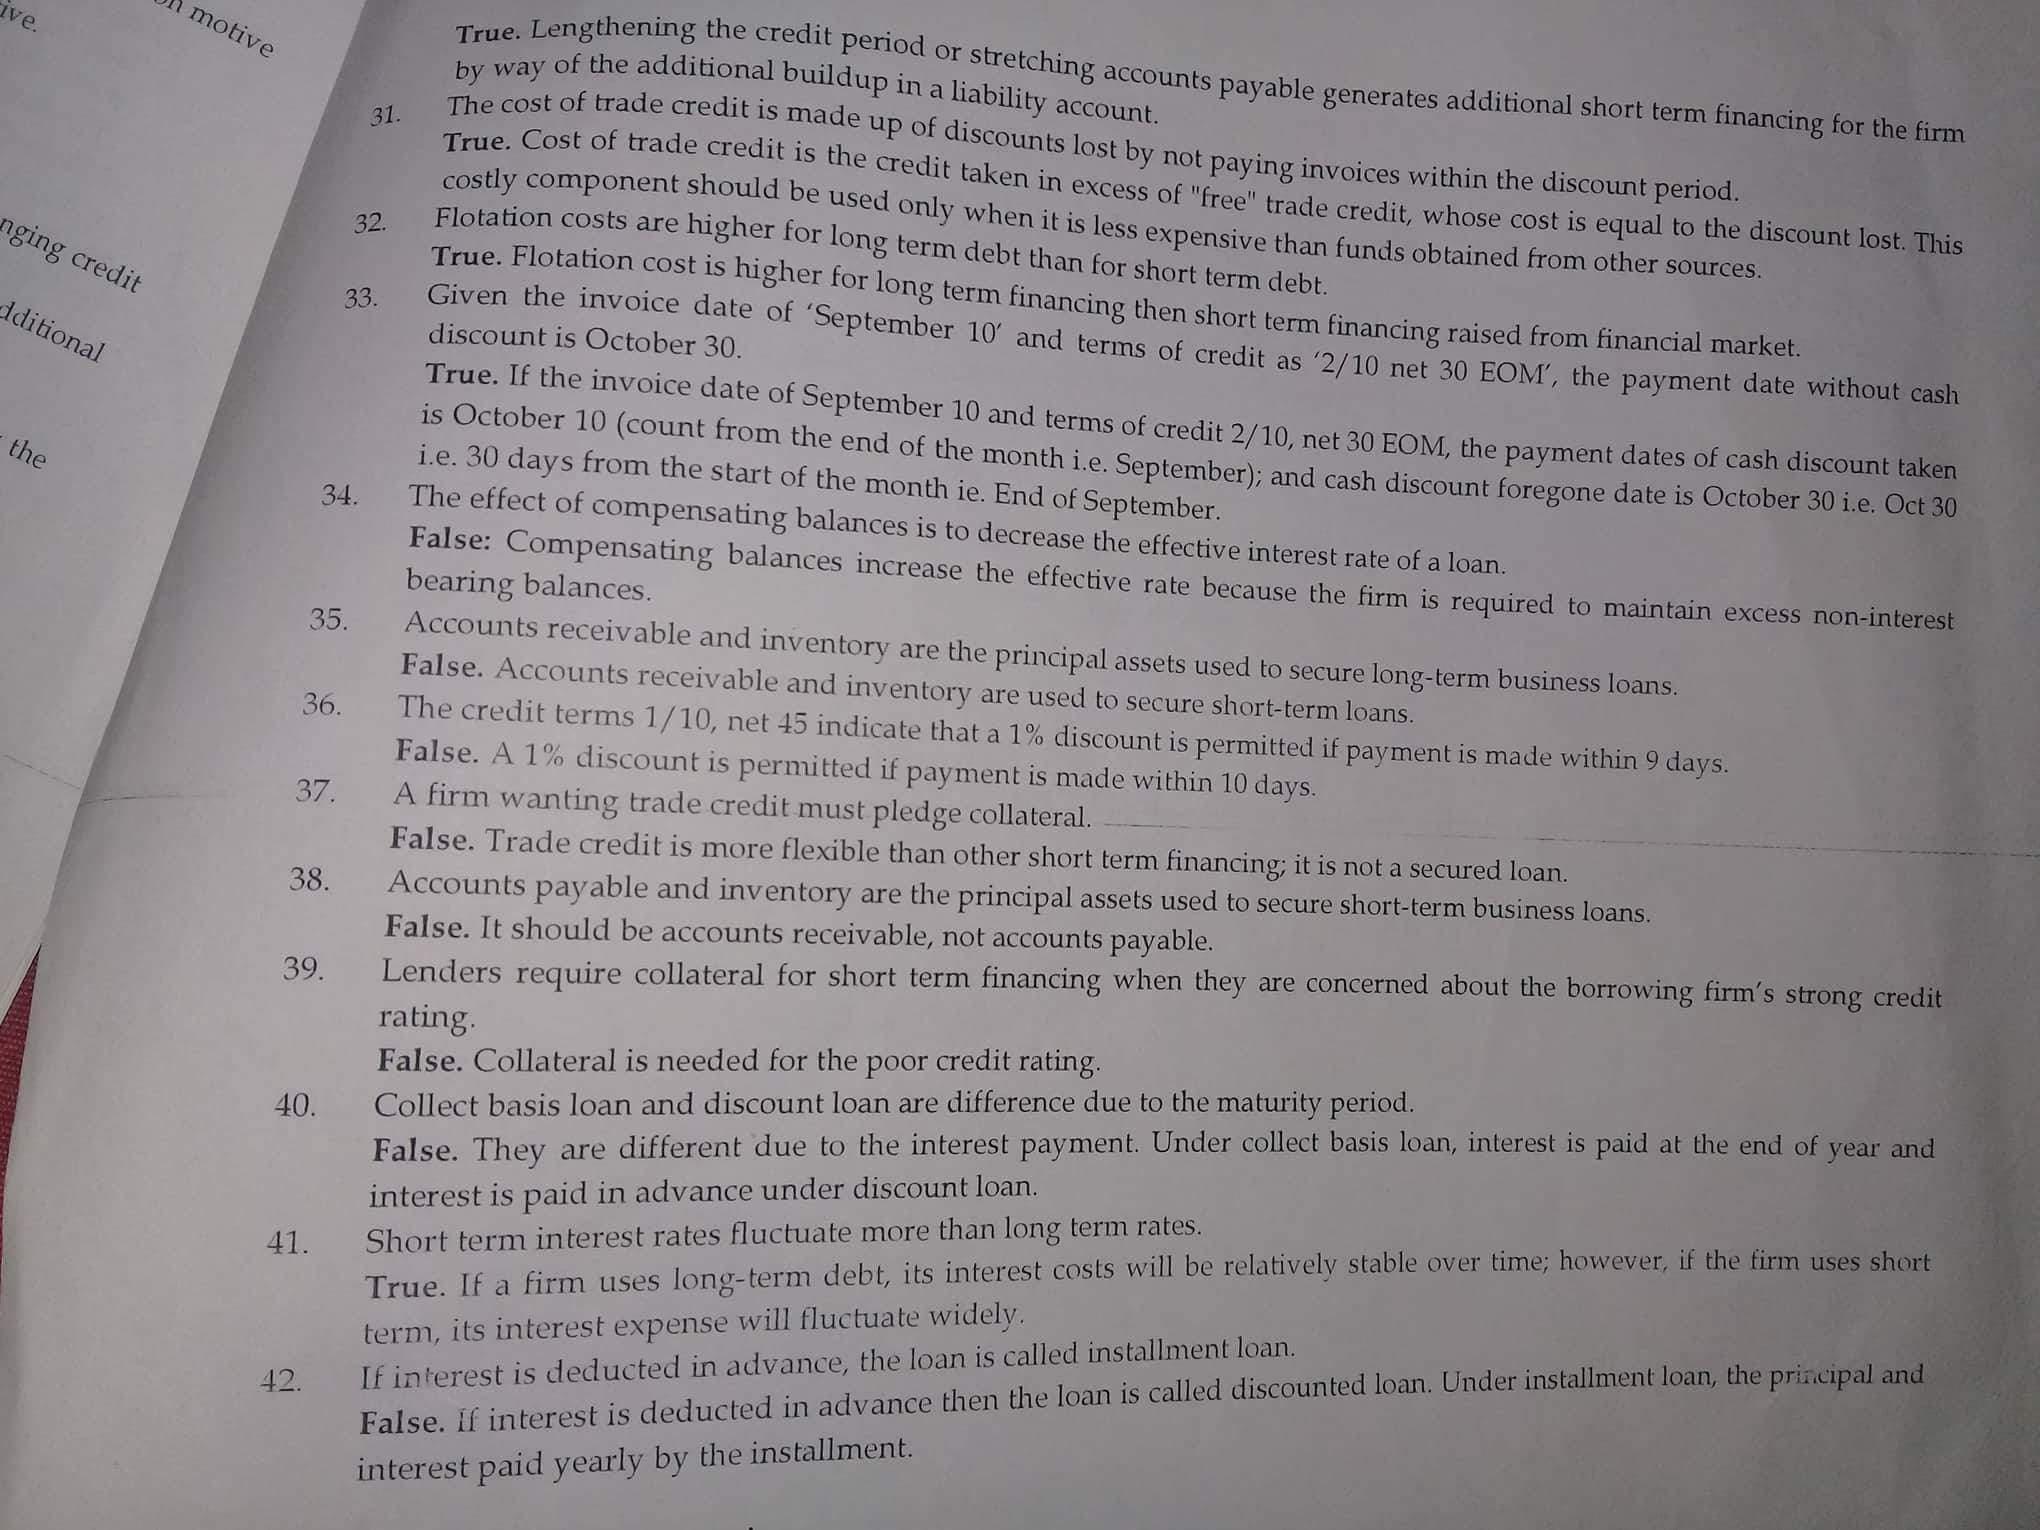 ive.
on motive
nging credit
dditional
the
True. Lengthening the credit period or stretching accounts payable generates additional short term financing for the firm
by way of the additional buildup in a liability account.
31. The cost of trade credit is made up of discounts lost by not paying invoices within the discount period.
True. Cost of trade credit is the credit taken in excess of "free" trade credit, whose cost is equal to the discount lost. This
costly component should be used only when it is less expensive than funds obtained from other sources.
32. Flotation costs are higher for long term debt than for short term debt.
True. Flotation cost is higher for long term financing then short term financing raised from financial market.
33. Given the invoice date of ‘September 10’ and terms of credit as ‘2/10 net 30 EOM’, the payment date without cash
discount is October 30.
True. If the invoice date of September 10 and terms of credit 2/10, net 30 EOM, the payment dates of cash discount taken
is October 10 (count from the end of the month i.e. September); and cash discount foregone date is October 30 i.e. Oct 30
i.e. 30 days from the start of the month ie. End of September.
34. The effect of compensating balances is to decrease the effective interest rate of a loan.
False: Compensating balances increase the effective rate because the firm is required to maintain excess non-interest
bearing balances.
35. Accounts receivable and inventory are the principal assets used to secure long-term business loans.
False. Accounts receivable and inventory are used to secure short-term loans.
36. The credit terms 1/10, net 45 indicate that a 1% discount is permitted if payment is made within 9 days.
False. A 1% discount is permitted if payment is made within 10 days.
37. A firm wanting trade credit must pledge collateral.
False. Trade credit is more flexible than other short term financing; it is not a secured loan.
38. Accounts payable and inventory are the principal assets used to secure short-term business loans.
False. It should be accounts receivable, not accounts payable.
39. Lenders require collateral for short term financing when they are concerned about the borrowing firm's strong credit
rating.
False. Collateral is needed for the poor credit rating.
40. Collect basis loan and discount loan are difference due to the maturity period.
False. They are different due to the interest payment. Under collect basis loan, interest is paid at the end of year and
interest is paid in advance under discount loan.
41. Short term interest rates fluctuate more than long term rates.
True. If a firm uses long-term debt, its interest costs will be relatively stable over time; however, if the firm uses short
term, its interest expense will fluctuate widely.
42. If interest is deducted in advance, the loan is called installment loan.
False. If interest is deducted in advance then the loan is called discounted loan. Under installment loan, the principal and
interest paid yearly by the installment.